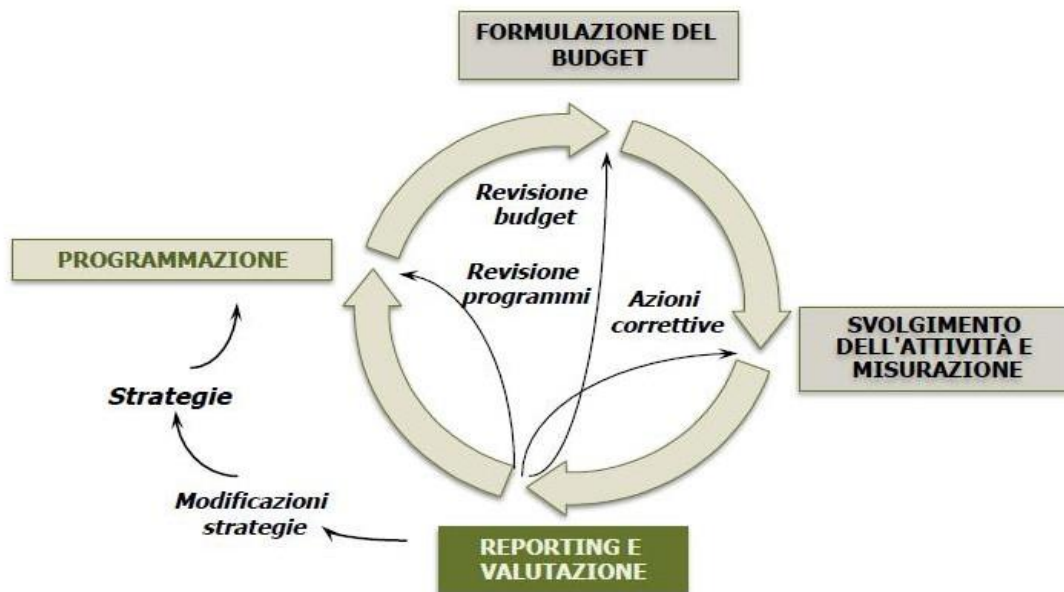 FORMULAZIONE DEL
BUDGET
Revisione
budget
PROGRAMMAZIONE
Revisione
programmi
Azioni
correttive
SVOLGIMENTO
DELL'ATTIVITÀ E
MISURAZIONE
Strategie
Modificazioni
strategie
REPORTING E
VALUTAZIONE